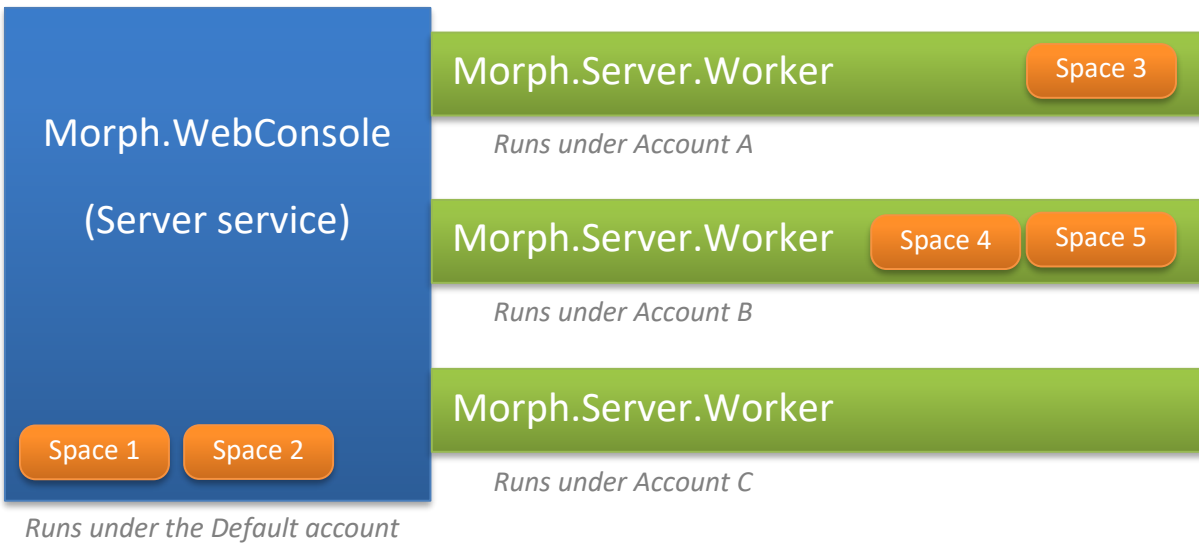 Morph.WebConsole
(Server service)
Space 1
Space 2
Runs under the Default account
Morph.Server.Worker
Space 3
Runs under Account A
Morph.Server.Worker
Space 4
Space 5
Runs under Account B
Morph.Server.Worker
Runs under Account C